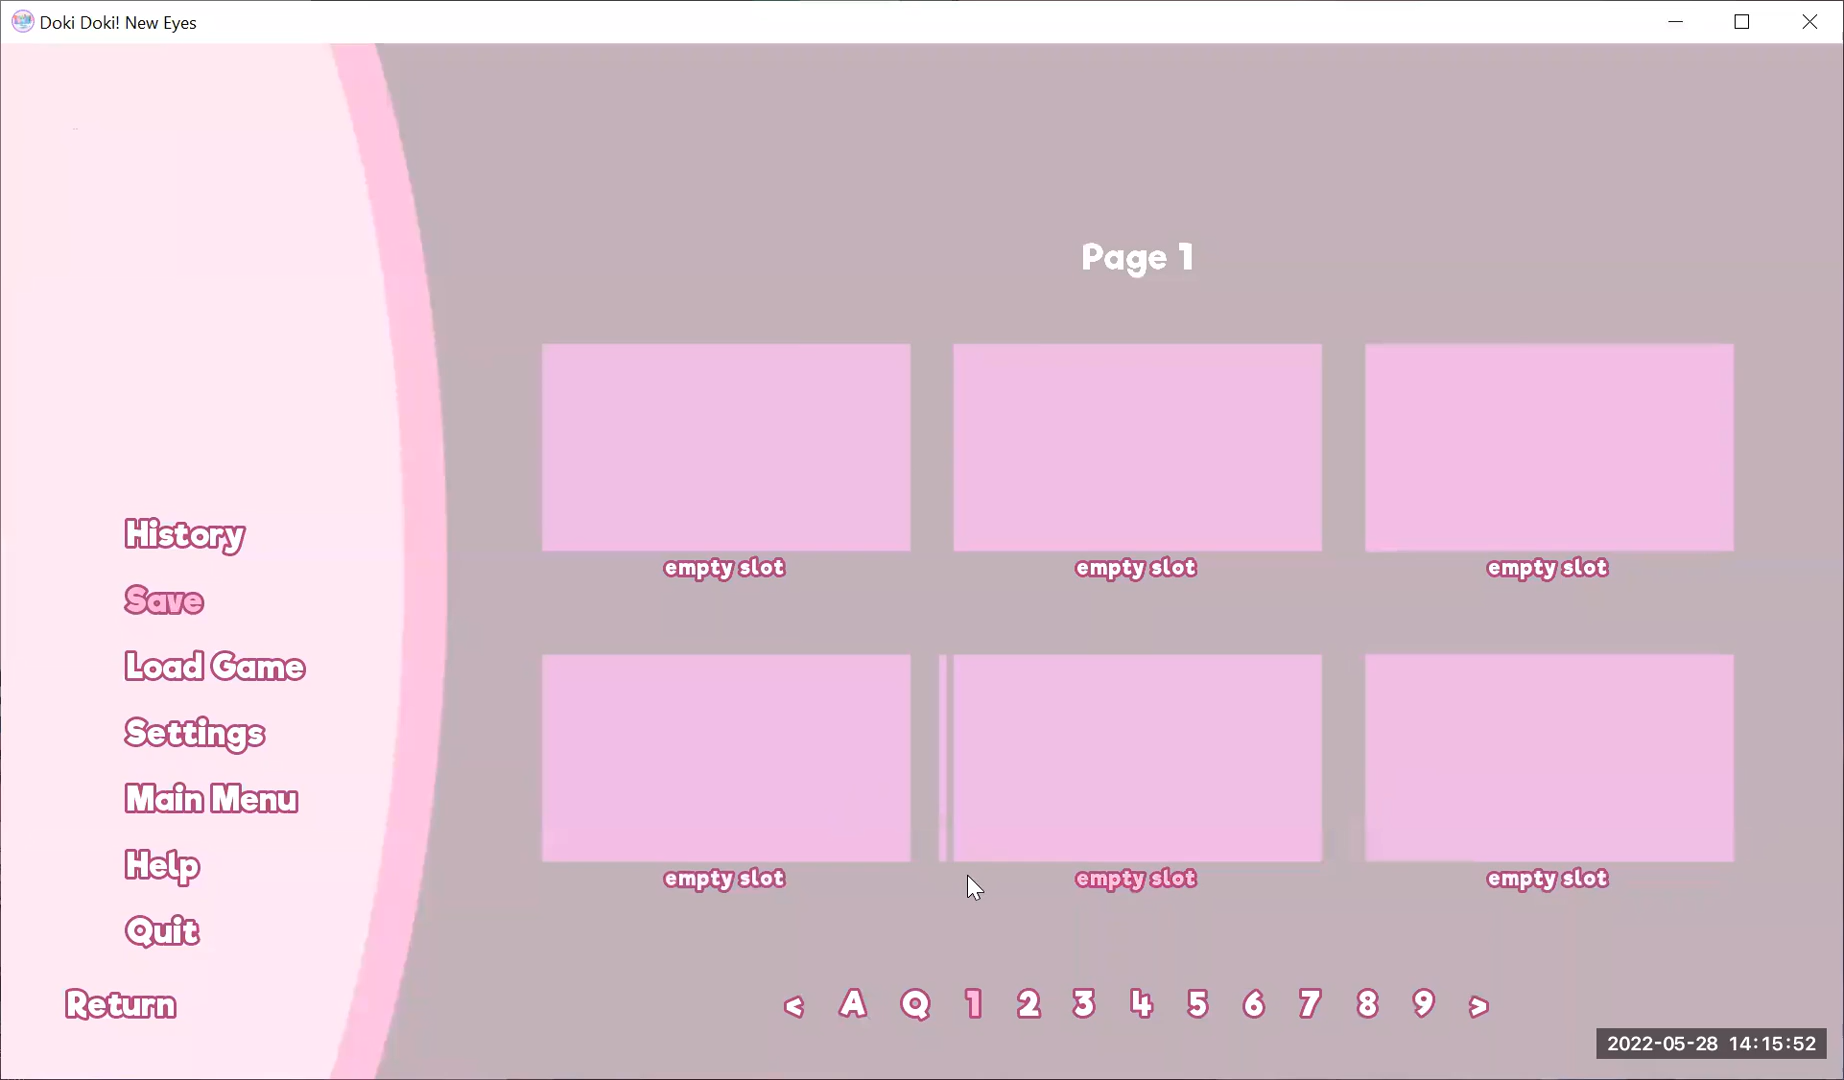 Doki Doki! New Eyes
Page 1
empty slot empty slot empty slot
History
Save
Load Game
Settings
Main Menu
Help
Quit
Return
empty slot empty slot empty slot
< A Q 1 2 3 4 5 6 7 8 9 >
2022-05-28 14:15:52